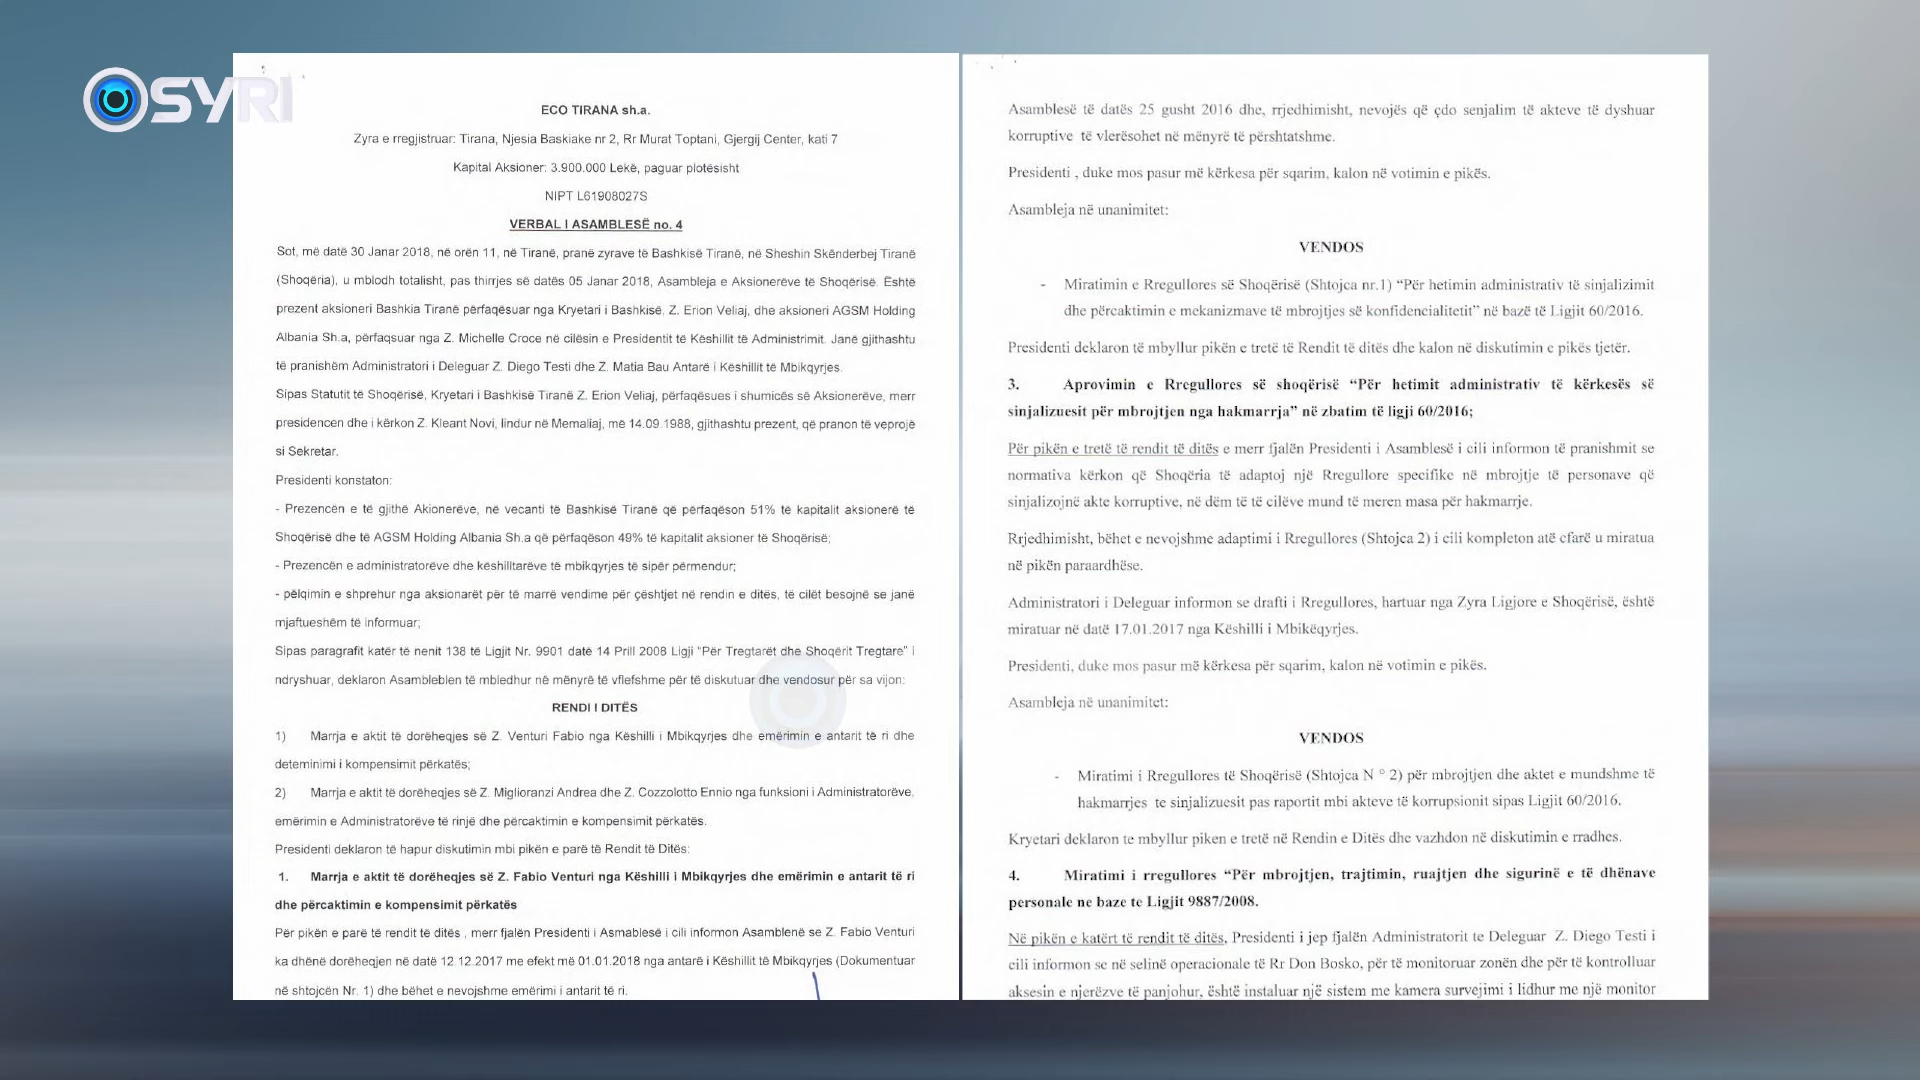 SYRI
ECO TIRANA sh.a.
Zyra e rregjistruar: Tirana, Njesia Baskiake nr 2, Rr Murat Toptani, Gjergij Center, kati 7
Kapital Aksioner: 3.900.000 Lekë, paguar plotësisht
NIPT L61908027S
VERBAL I ASAMBLESË no. 4
Sot, më datë 30 Janar 2018, në orën 11, në Tiranë, pranë zyrave të Bashkisë Tiranë, në Sheshin Skënderbej Tiranë
(Shoqëria), u mblodh totalisht, pas thirrjes së datës 05 Janar 2018, Asambleja e Aksionerëve të Shoqërisë. Është
prezent aksioneri Bashkia Tiranë përfaqësuar nga Kryetari i Bashkisë. Z. Erion Veliaj, dhe aksioneri AGSM Holding
Albania Sh.a, përfaqsuar nga Z. Michelle Croce në cilësin e Presidentit të Këshillit të Administrimit. Janë gjithashtu
të pranishëm Administratori i Deleguar Z. Diego Testi dhe Z. Matia Bau Antarë i Këshillit të Mbikqyrjes.
Sipas Statutit të Shoqërisë, Kryetari i Bashkisë Tiranë Z. Erion Veliaj, përfaqësues i shumicës së Aksionerëve, merr
presidencën dhe i kërkon Z. Kleant Novi, lindur në Memaliaj, më 14.09.1988, gjithashtu prezent, që pranon të veprojë
si Sekretar.
Presidenti konstaton:
- Prezencën e të gjithë Akionerëve, në vecanti të Bashkisë Tiranë që përfaqëson 51% të kapitalit aksionerë të
Shoqërisë dhe të AGSM Holding Albania Sh.a që përfaqëson 49% të kapitalit aksioner të Shoqërisë;
- Prezencën e administratorëve dhe këshilltarëve të mbikqyrjes të sipër përmendur;
- pëlqimin e shprehur nga aksionarët për të marrë vendime për çështjet në rendin e ditës, të cilët besojnë se janë
mjaftueshëm të informuar;
Sipas paragrafit katër të nenit 138 të Ligjit Nr. 9901 datë 14 Prill 2008 Ligji "Për Tregtarët dhe Shoqërit Tregtare" i
ndryshuar, deklaron Asambleblen të mbledhur në mënyrë të vflefshme për të diskutuar dhe vendosur për sa vijon:
RENDI I DITËS
1) Marrja e aktit të dorëheqjes së Z. Venturi Fabio nga Këshilli i Mbikqyrjes dhe emërimin e antarit të ri dhe
deteminimi i kompensimit përkatës;
2) Marrja e aktit të dorëheqjes së Z. Miglioranzi Andrea dhe Z. Cozzolotto Ennio nga funksioni i Administratorëve,
emërimin e Administratorëve të rinjë dhe përcaktimin e kompensimit përkatës.
Presidenti deklaron të hapur diskutimin mbi pikën e parë të Rendit të Ditës:
1. Marrja e aktit të dorëheqjes së Z. Fabio Venturi nga Këshilli i Mbikqyrjes dhe emërimin e antarit të ri
dhe përcaktimin e kompensimit përkatës
Për pikën e parë të rendit të ditës , merr fjalën Presidenti i Asmablesë i cili informon Asamblenë se Z. Fabio Venturi
ka dhënë dorëheqjen në datë 12.12.2017 me efekt më 01.01.2018 nga antarë i Këshillit të Mbikqyrjes (Dokumentuar
në shtojcën Nr. 1) dhe bëhet e nevojshme emërimi i antarit të ri.
Asamblesë të datës 25 gusht 2016 dhe, rrjedhimisht, nevojës që çdo senjalim të akteve të dyshuar
korruptive të vlerësohet në mënyrë të përshtatshme.
Presidenti , duke mos pasur më kërkesa për sqarim, kalon në votimin e pikës.
Asambleja në unanimitet:
VENDOS
- Miratimin e Rregullores së Shoqërisë (Shtojca nr.1) “Për hetimin administrativ të sinjalizimit
dhe përcaktimin e mekanizmave të mbrojtjes së konfidencialitetit” në bazë të Ligjit 60/2016.
Presidenti deklaron të mbyllur pikën e tretë të Rendit të ditës dhe kalon në diskutimin e pikës tjetër.
3. Aprovimin e Rregullores së shoqërisë “Për hetimit administrativ të kërkesës së
sinjalizuesit për mbrojtjen nga hakmarrja” në zbatim të ligji 60/2016;
Për pikën e tretë të rendit të ditës e merr fjalën Presidenti i Asamblesë i cili informon të pranishmit se
normativa kërkon që Shoqëria të adaptoj një Rregullore specifike në mbrojtje të personave që
sinjalizojnë akte korruptive, në dëm të të cilëve mund të meren masa për hakmarrje.
Rrjedhimisht, bëhet e nevojshme adaptimi i Rregullores (Shtojca 2) i cili kompleton atë cfarë u miratua
në pikën paraardhëse.
Administratori i Deleguar informon se drafti i Rregullores, hartuar nga Zyra Ligjore e Shoqërisë, është
miratuar në datë 17.01.2017 nga Këshilli i Mbikëqyrjes.
Presidenti, duke mos pasur më kërkesa për sqarim, kalon në votimin e pikës.
Asambleja në unanimitet:
VENDOS
- Miratimi i Rregullores të Shoqërisë (Shtojca N ° 2) për mbrojtjen dhe aktet e mundshme të
hakmarrjes te sinjalizuesit pas raportit mbi akteve të korrupsionit sipas Ligjit 60/2016.
Kryetari deklaron te mbyllur piken e tretë në Rendin e Ditës dhe vazhdon në diskutimin e rradhes.
4. Miratimi i rregullores “Për mbrojtjen, trajtimin, ruajtjen dhe sigurinë e të dhënave
personale ne baze te Ligjit 9887/2008.
Në pikën e katërt të rendit të ditës, Presidenti i jep fjalën Administratorit te Deleguar Z. Diego Testi i
cili informon se në selinë operacionale të Rr Don Bosko, për të monitoruar zonën dhe për të kontrolluar
aksesin e njerëzve të panjohur, është instaluar një sistem me kamera survejimi i lidhur me një monitor